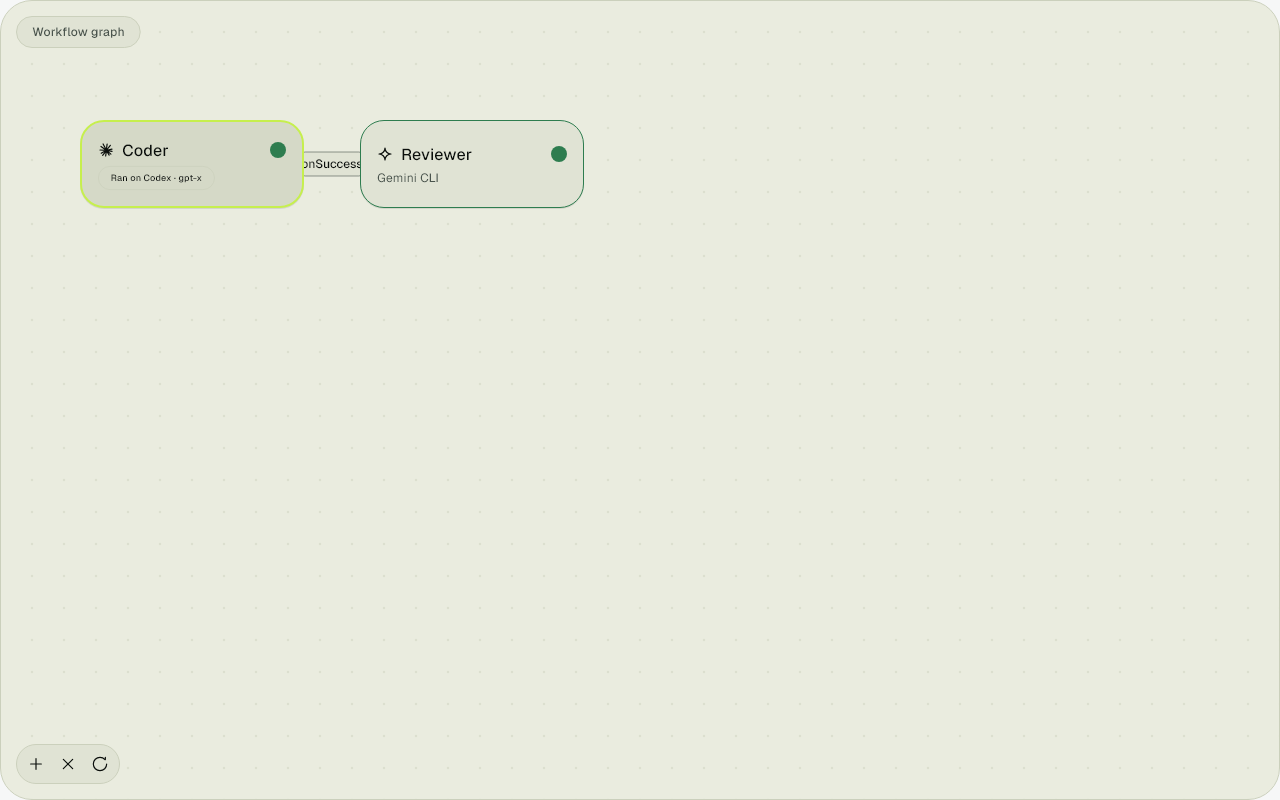 Workflow graph
Coder
Ran on Codex · gpt-x
onSuccess
Reviewer
Gemini CLI